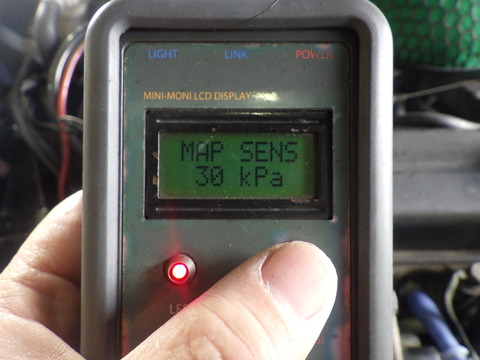 LIGHT LINK POWER
MINI-MONI LCD DISPLAY
MAP SENS
30 kPa